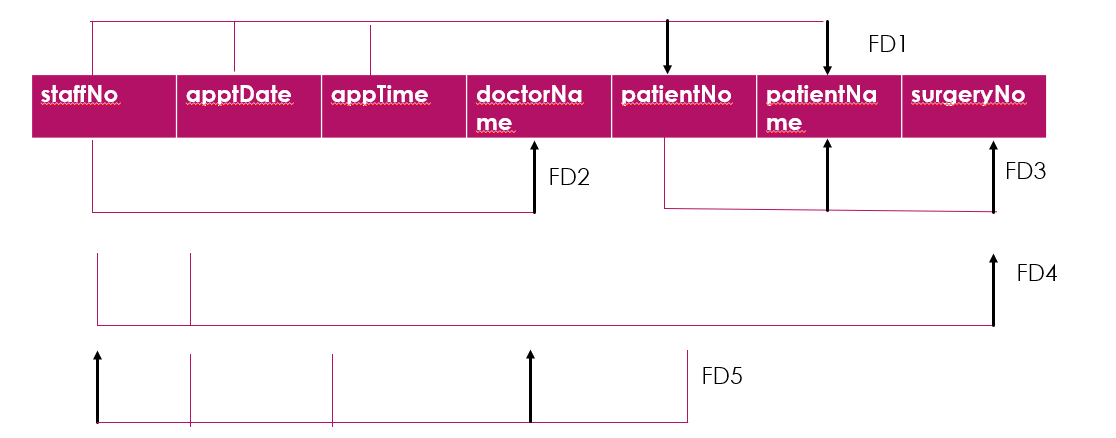 FD1
staffNo apptDate appTime doctorNa patientNo patientNa surgeryNo
me me
FD2
FD3
FD4
FD5